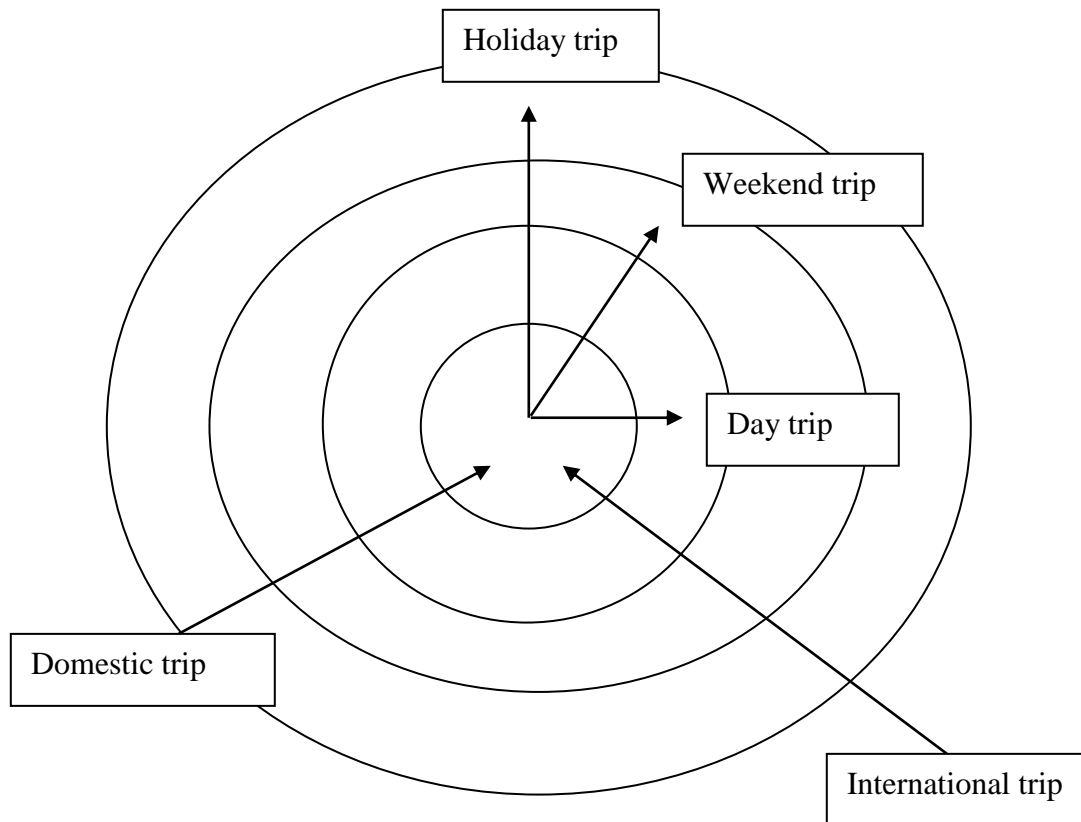 Holiday trip
Weekend trip
Day trip
Domestic trip
International trip